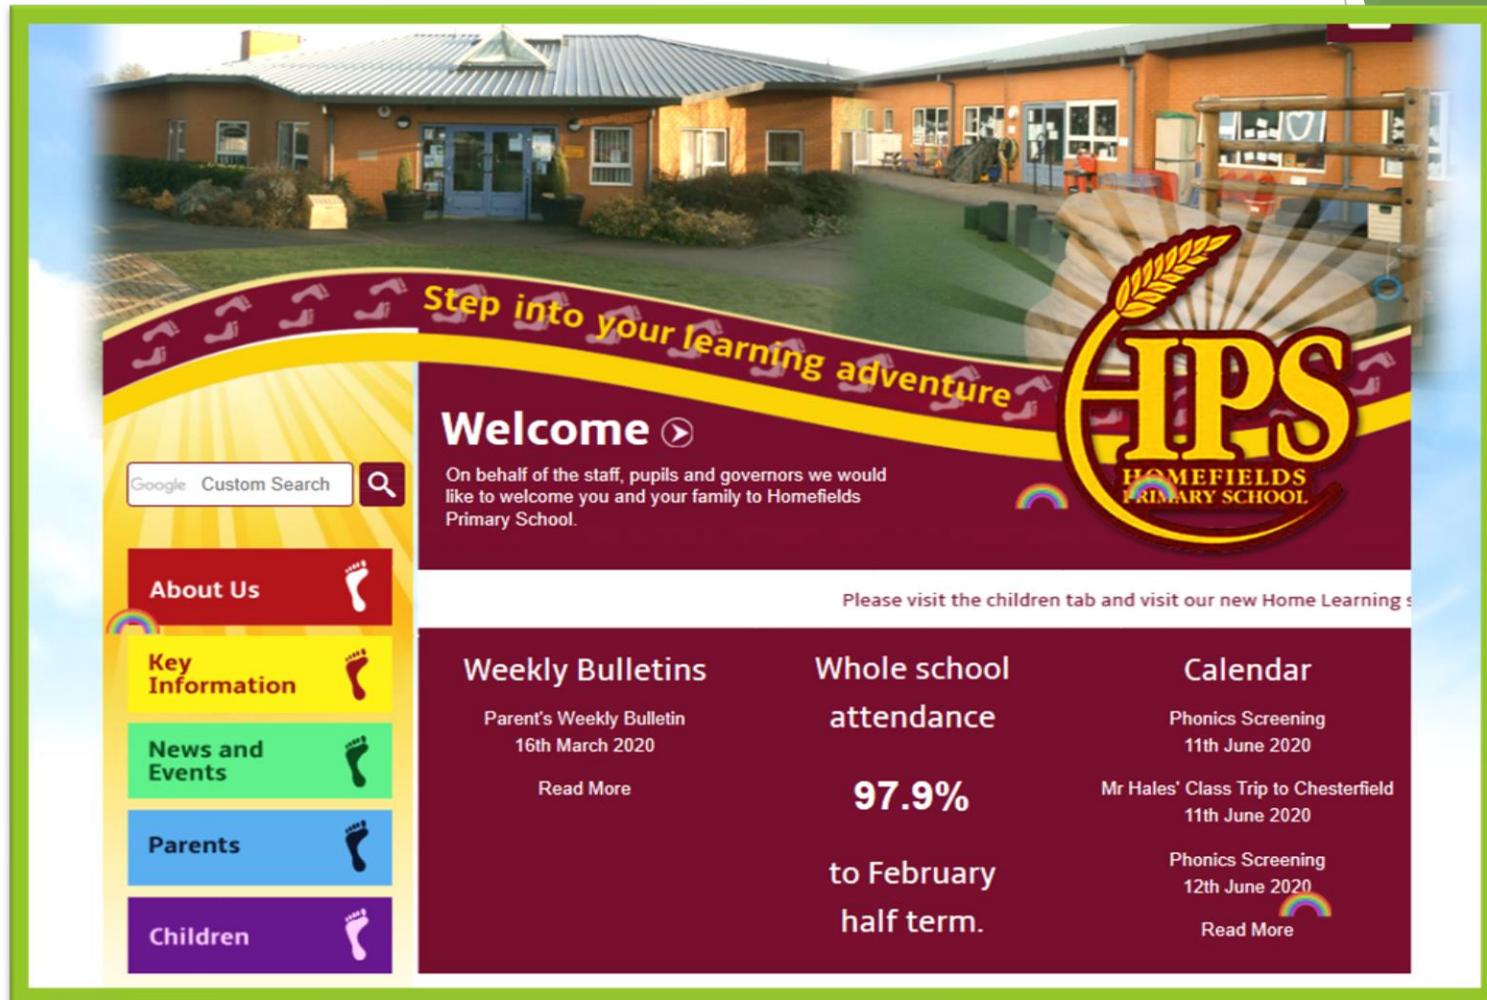 Step into your learning adventure
HPS
HOMEFIELDS
PRIMARY SCHOOL
Welcome
On behalf of the staff, pupils and governors we would
like to welcome you and your family to Homefields
Primary School.
Google Custom Search
About Us
Key
Information
News and
Events
Parents
Children
Please visit the children tab and visit our new Home Learning s
Weekly Bulletins
Parent's Weekly Bulletin
16th March 2020
Read More
Whole school
attendance
97.9%
to February
half term.
Calendar
Phonics Screening
11th June 2020
Mr Hales' Class Trip to Chesterfield
11th June 2020
Phonics Screening
12th June 2020
Read More